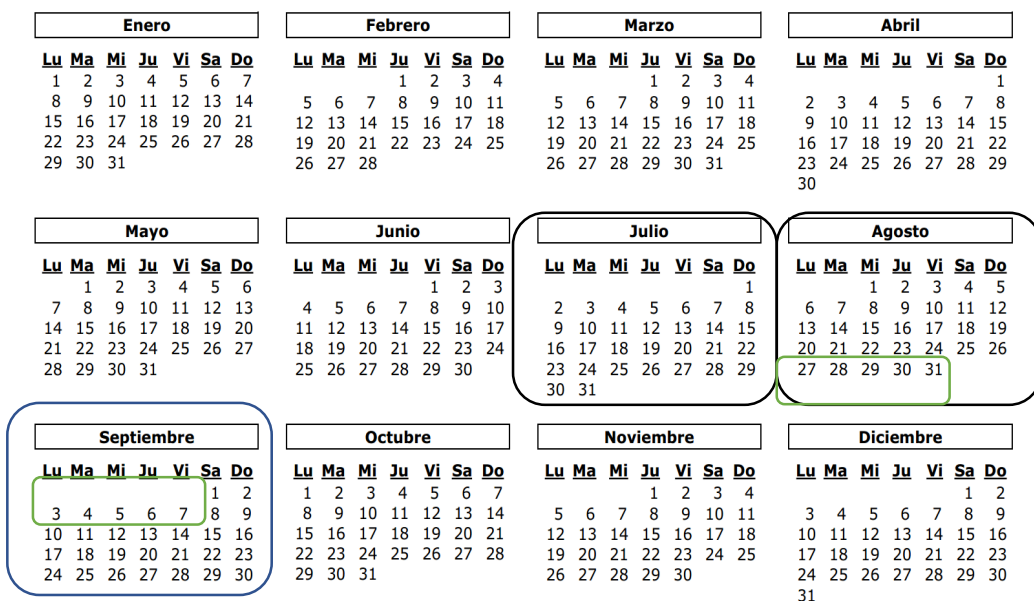 Enero
Lu Ma Mi Ju Vi Sa Do
1 2 3 4 5 6 7
8 9 10 11 12 13 14
15 16 17 18 19 20 21
22 23 24 25 26 27 28
29 30 31
Febrero
Lu Ma Mi Ju Vi Sa Do
1 2 3 4
5 6 7 8 9 10 11
12 13 14 15 16 17 18
19 20 21 22 23 24 25
26 27 28
Marzo
Lu Ma Mi Ju Vi Sa Do
1 2 3 4
5 6 7 8 9 10 11
12 13 14 15 16 17 18
19 20 21 22 23 24 25
26 27 28 29 30 31
Abril
Lu Ma Mi Ju Vi Sa Do
1
2 3 4 5 6 7 8
9 10 11 12 13 14 15
16 17 18 19 20 21 22
23 24 25 26 27 28 29
30
Mayo
Lu Ma Mi Ju Vi Sa Do
1 2 3 4 5 6
7 8 9 10 11 12 13
14 15 16 17 18 19 20
21 22 23 24 25 26 27
28 29 30 31
Junio
Lu Ma Mi Ju Vi Sa Do
1 2 3
4 5 6 7 8 9 10
11 12 13 14 15 16 17
18 19 20 21 22 23 24
25 26 27 28 29 30
Julio
Lu Ma Mi Ju Vi Sa Do
1
2 3 4 5 6 7 8
9 10 11 12 13 14 15
16 17 18 19 20 21 22
23 24 25 26 27 28 29
30 31
Agosto
Lu Ma Mi Ju Vi Sa Do
1 2 3 4 5
6 7 8 9 10 11 12
13 14 15 16 17 18 19
20 21 22 23 24 25 26
27 28 29 30 31
Septiembre
Lu Ma Mi Ju Vi Sa Do
1 2
3 4 5 6 7 8 9
10 11 12 13 14 15 16
17 18 19 20 21 22 23
24 25 26 27 28 29 30
Octubre
Lu Ma Mi Ju Vi Sa Do
1 2 3 4 5 6 7
8 9 10 11 12 13 14
15 16 17 18 19 20 21
22 23 24 25 26 27 28
29 30 31
Noviembre
Lu Ma Mi Ju Vi Sa Do
1 2 3 4
5 6 7 8 9 10 11
12 13 14 15 16 17 18
19 20 21 22 23 24 25
26 27 28 29 30
Diciembre
Lu Ma Mi Ju Vi Sa Do
1 2
3 4 5 6 7 8 9
10 11 12 13 14 15 16
17 18 19 20 21 22 23
24 25 26 27 28 29 30
31